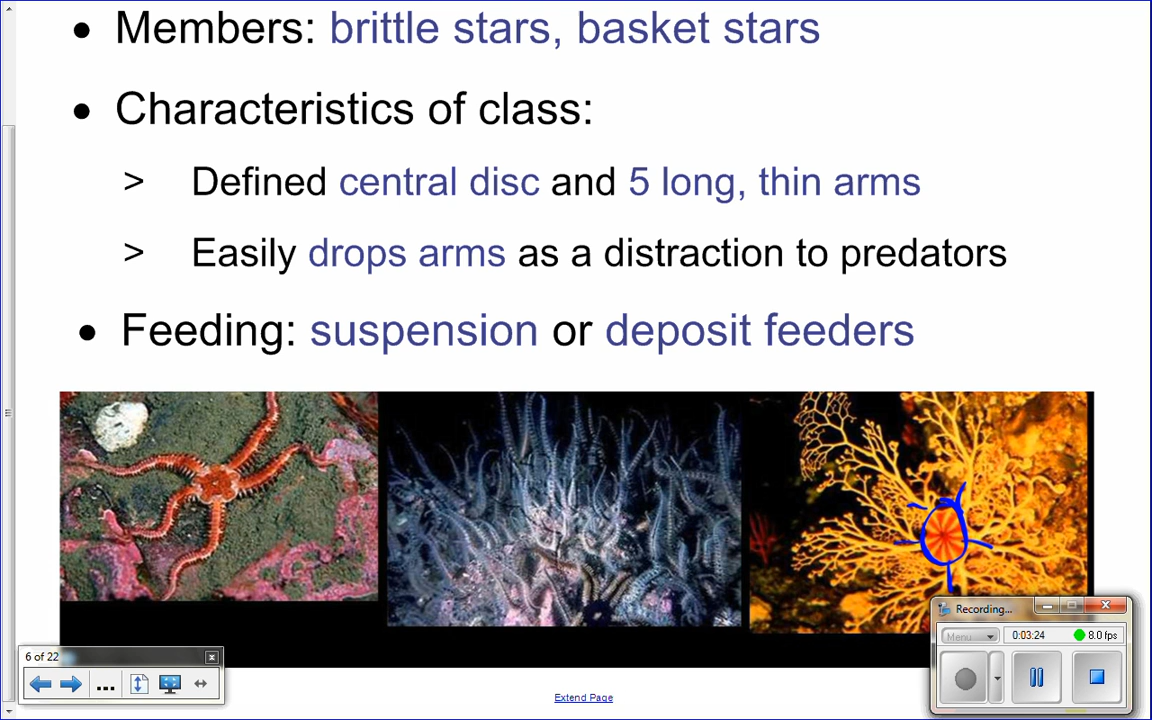 • Members: brittle stars, basket stars
• Characteristics of class:
> Defined central disc and 5 long, thin arms
> Easily drops arms as a distraction to predators
• Feeding: suspension or deposit feeders
Recording...
Menu 0:03:24 8.0 fps
6 of 22
...
Extend Page